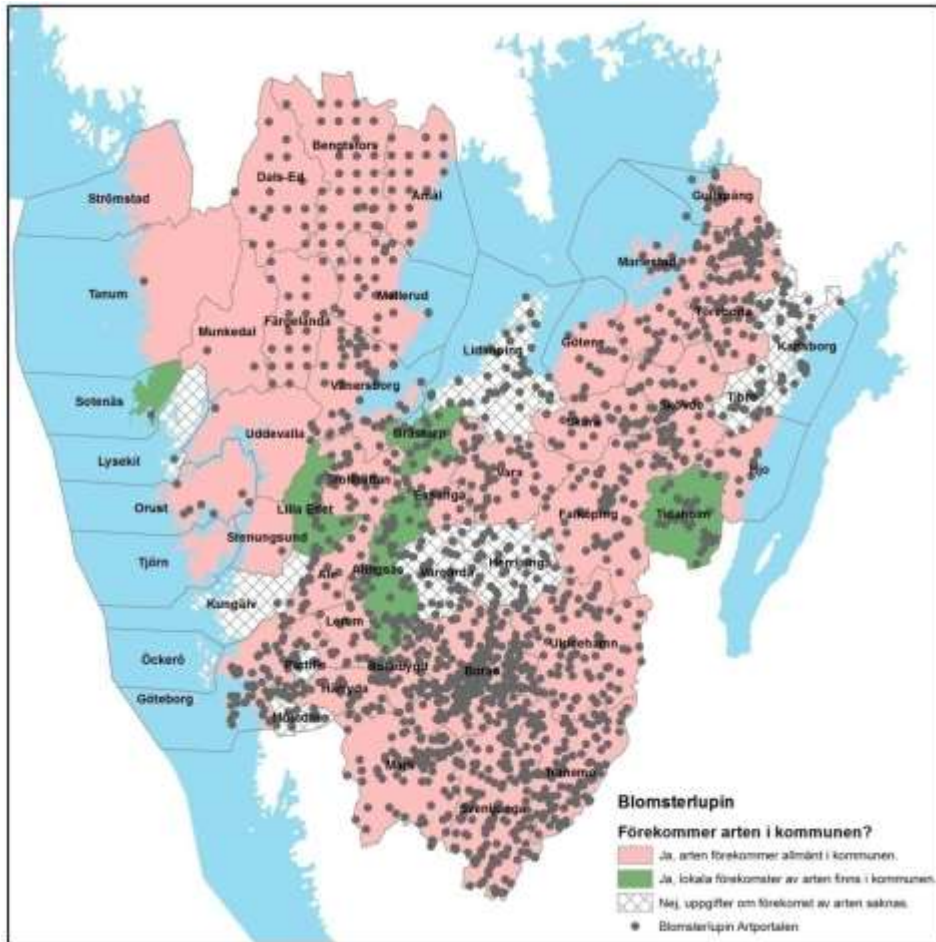 Bengtsfors
Dals-Ed
Åmål
Strömstad
Gullspång
Mariestad
Tanum
Mellerud
Töreboda
Munkedal
Färgelanda
Lidköping
Götene
Karlsborg
Vänersborg
Sotenäs
Tibro
Skövde
Skara
Uddevalla
Grästorp
Lysekil
Vara
Hjo
Trollhättan
Essunga
Orust
Lilla Edet
Falköping
Tidaholm
Stenungsund
Tjörn
Ale
Alingsås
Vårgårda
Herrljunga
Kungälv
Lerum
Ulricehamn
Öckerö
Partille
Bollebygd
Borås
Göteborg
Härryda
Mölndal
Mark
Tranemo
Svenljunga
Blomsterlupin
Förekommer arten i kommunen?
Ja, arten förekommer allmänt i kommunen.
Ja, lokala förekomster av arten finns i kommunen.
Nej, uppgifter om förekomst av arten saknas.
Blomsterlupin Artportalen